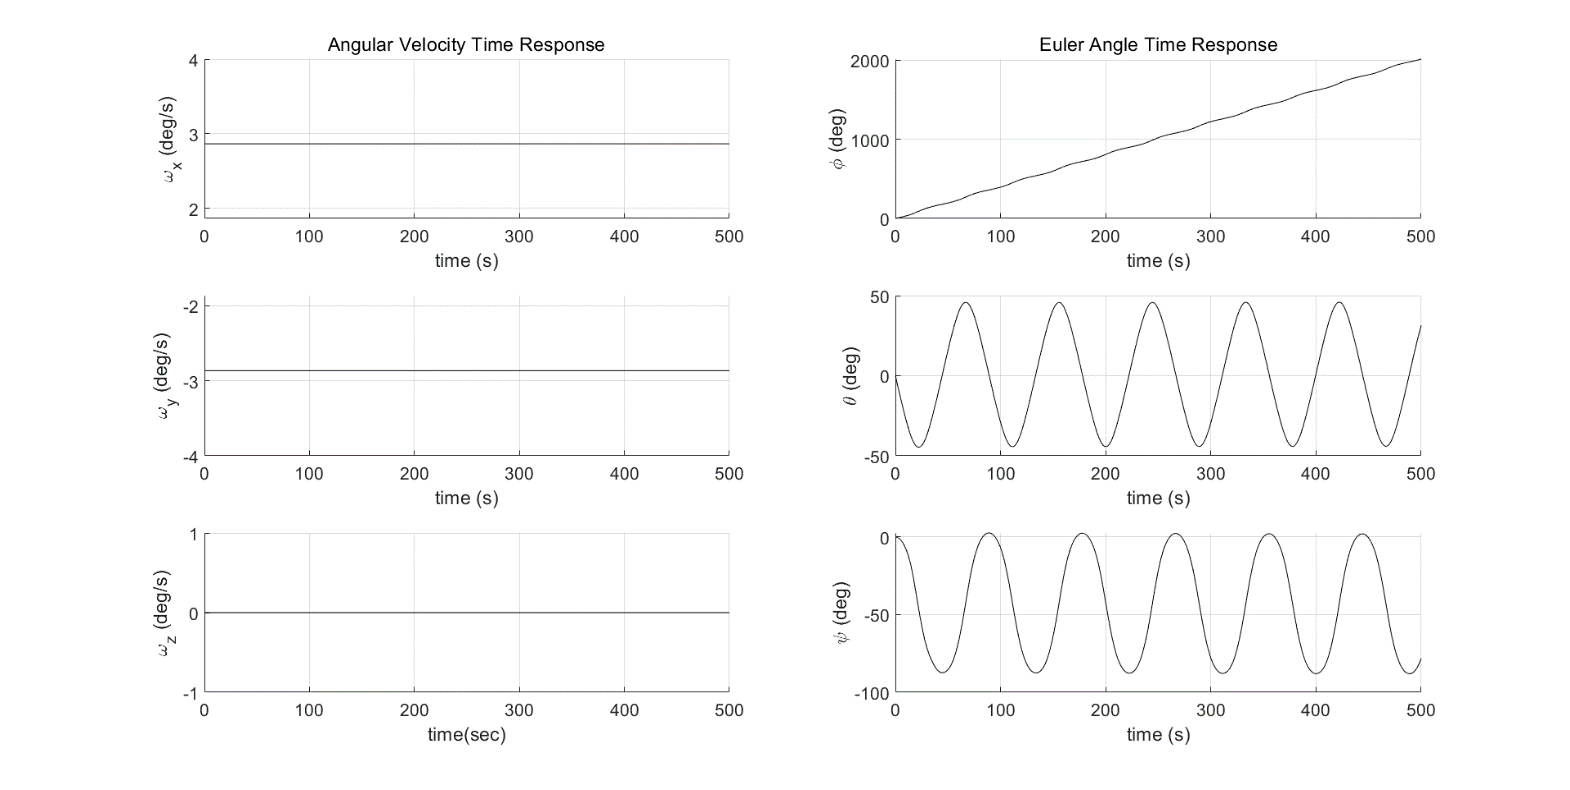 Angular Velocity Time Response
4
3
2
ω_x (deg/s)
0 100 200 300 400 500
time (s)
-2
-3
-4
ω_y (deg/s)
0 100 200 300 400 500
time (s)
1
0
-1
ω_z (deg/s)
0 100 200 300 400 500
time(sec)
Euler Angle Time Response
2000
1000
0
ϕ (deg)
0 100 200 300 400 500
time (s)
50
0
-50
θ (deg)
0 100 200 300 400 500
time (s)
0
-50
-100
ψ (deg)
0 100 200 300 400 500
time (s)